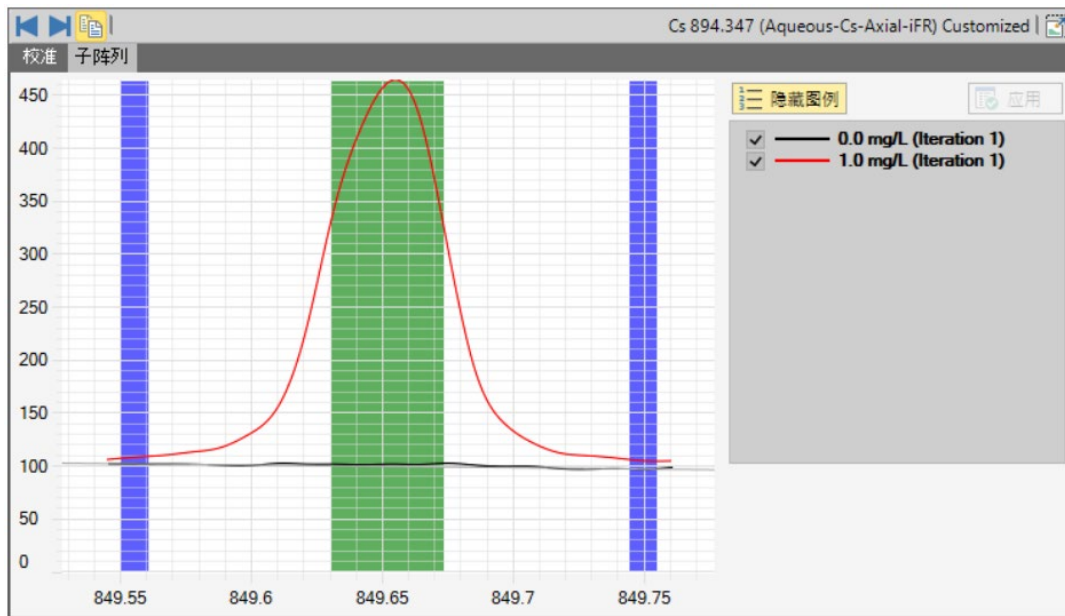 Cs 894.347 (Aqueous-Cs-Axial-iFR) Customized
校准 子阵列
隐藏图例 应用
0.0 mg/L (Iteration 1)
1.0 mg/L (Iteration 1)
450
400
350
300
250
200
150
100
50
0
849.55 849.6 849.65 849.7 849.75